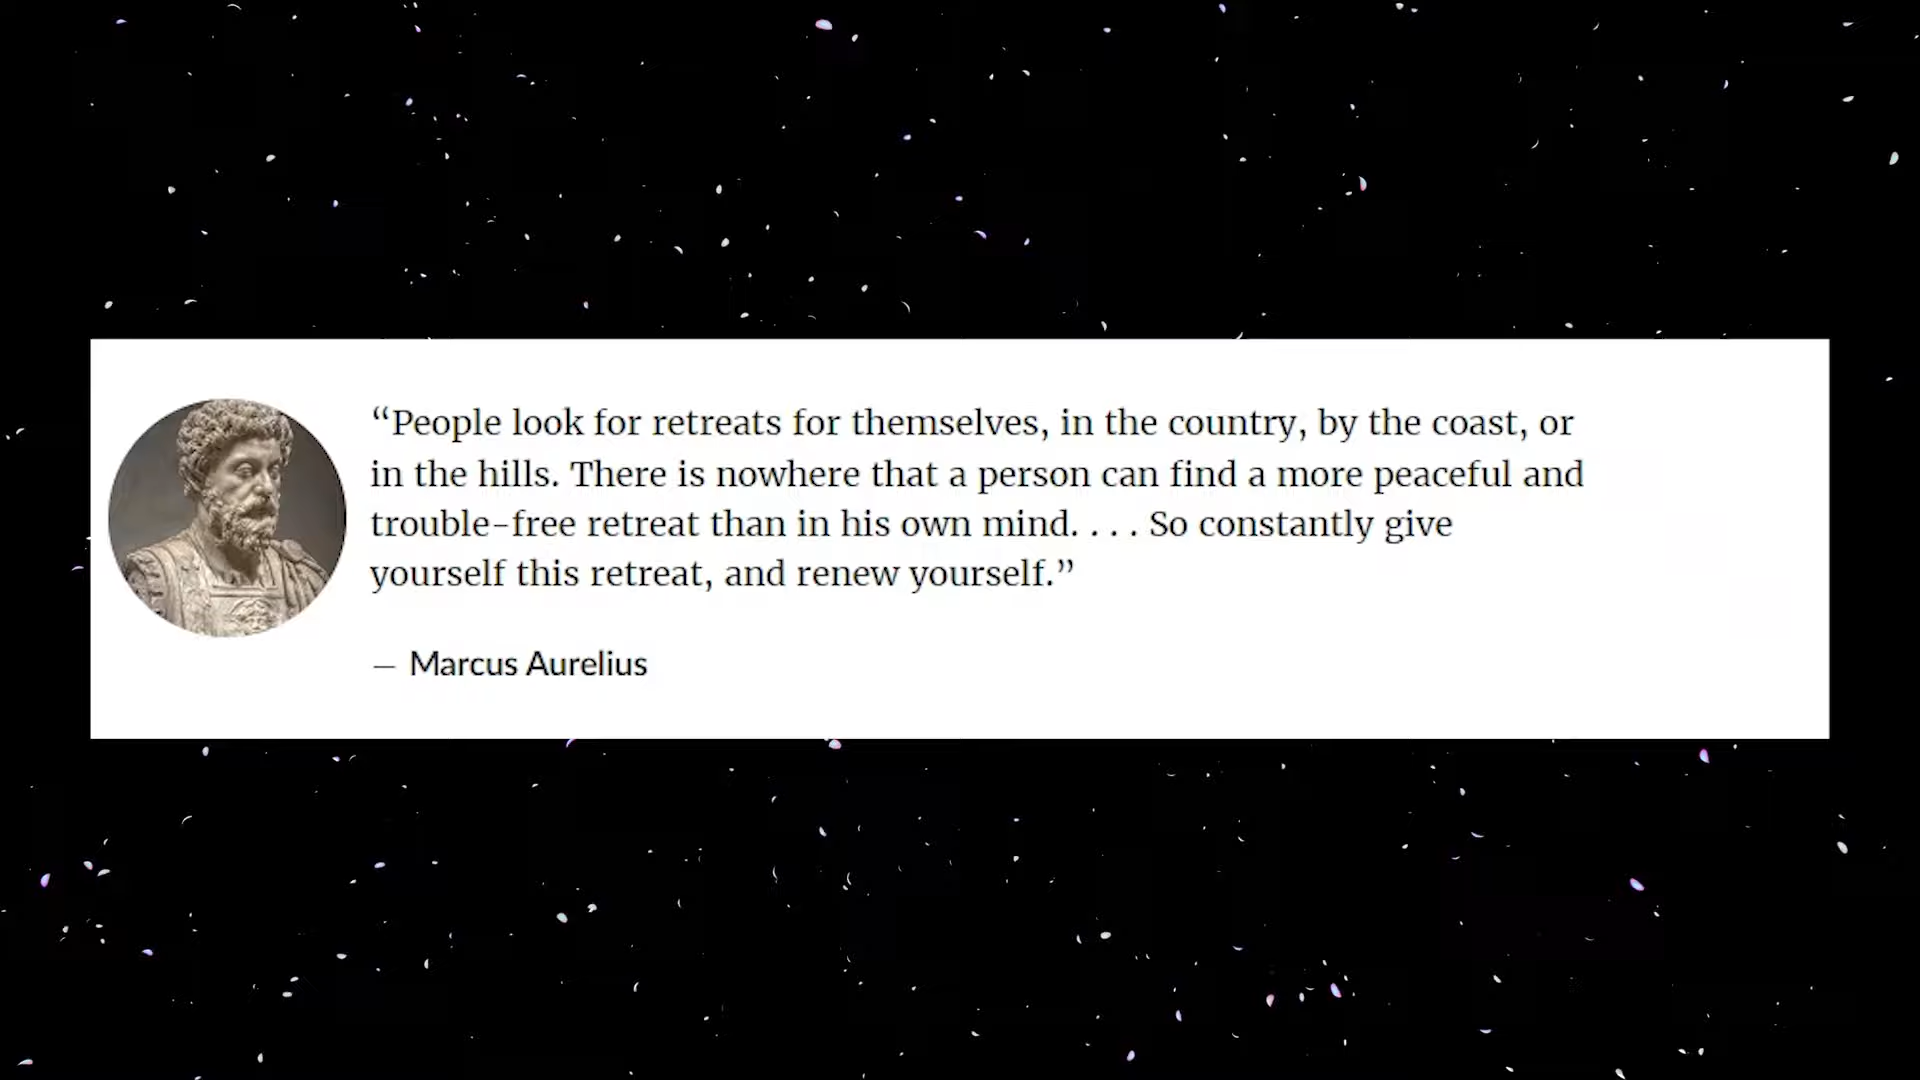 “People look for retreats for themselves, in the country, by the coast, or
in the hills. There is nowhere that a person can find a more peaceful and
trouble-free retreat than in his own mind. . . . So constantly give
yourself this retreat, and renew yourself.”
— Marcus Aurelius